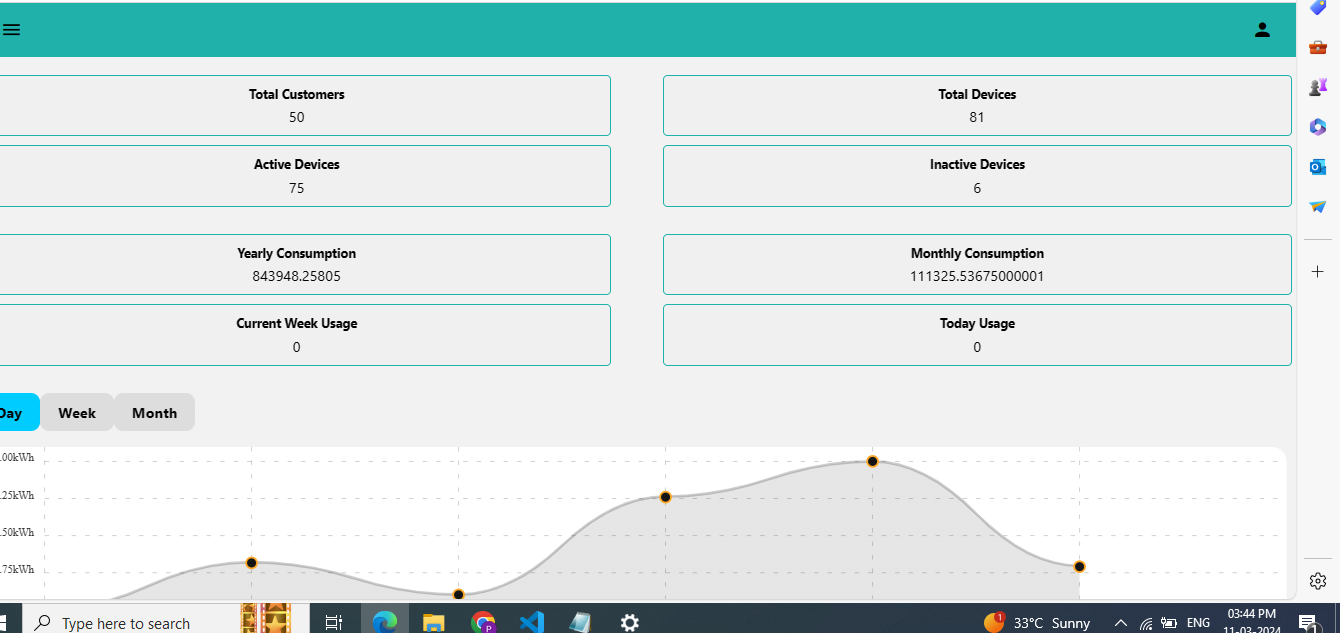 Total Customers
50
Total Devices
81
Active Devices
75
Inactive Devices
6
Yearly Consumption
843948.25805
Monthly Consumption
111325.53675000001
Current Week Usage
0
Today Usage
0
Day
Week
Month
.00kWh
.25kWh
.50kWh
.75kWh
Type here to search
1
33°C Sunny
ENG
03:44 PM
11-03-2024
1